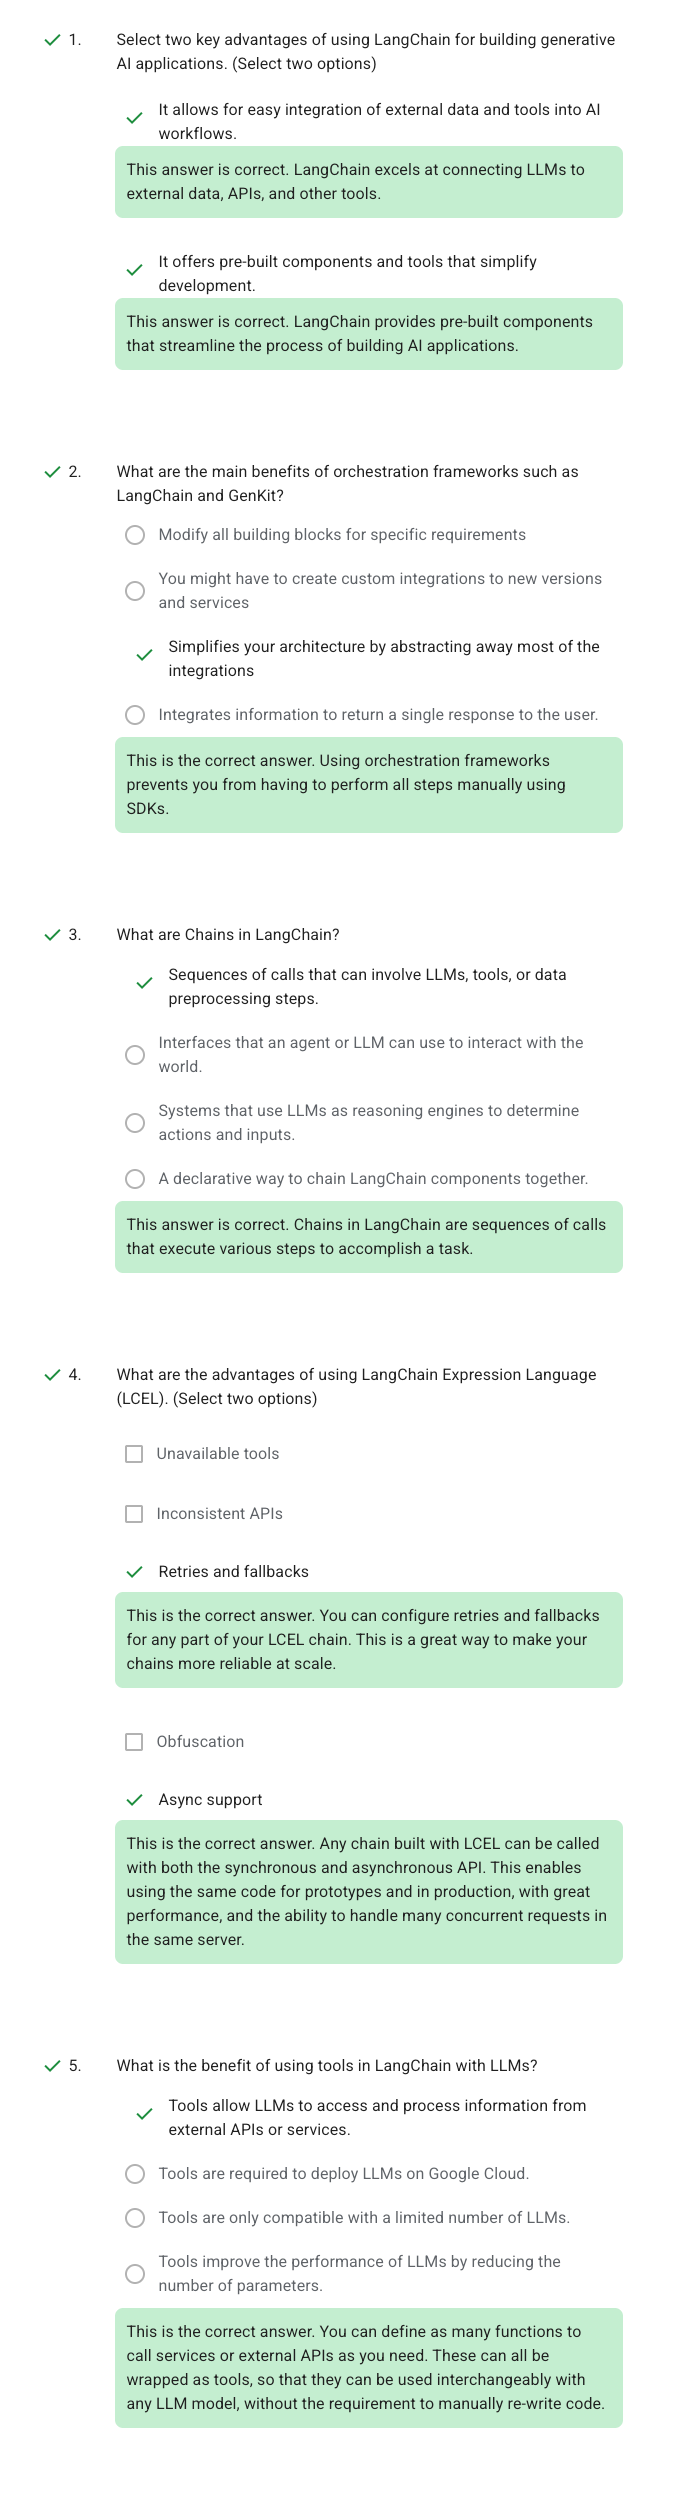 1. Select two key advantages of using LangChain for building generative
AI applications. (Select two options)
It allows for easy integration of external data and tools into AI
workflows.
This answer is correct. LangChain excels at connecting LLMs to
external data, APIs, and other tools.
It offers pre-built components and tools that simplify
development.
This answer is correct. LangChain provides pre-built components
that streamline the process of building AI applications.
2. What are the main benefits of orchestration frameworks such as
LangChain and GenKit?
Modify all building blocks for specific requirements
You might have to create custom integrations to new versions
and services
Simplifies your architecture by abstracting away most of the
integrations
Integrates information to return a single response to the user.
This is the correct answer. Using orchestration frameworks
prevents you from having to perform all steps manually using
SDKs.
3. What are Chains in LangChain?
Sequences of calls that can involve LLMs, tools, or data
preprocessing steps.
Interfaces that an agent or LLM can use to interact with the
world.
Systems that use LLMs as reasoning engines to determine
actions and inputs.
A declarative way to chain LangChain components together.
This answer is correct. Chains in LangChain are sequences of calls
that execute various steps to accomplish a task.
4. What are the advantages of using LangChain Expression Language
(LCEL). (Select two options)
Unavailable tools
Inconsistent APIs
Retries and fallbacks
This is the correct answer. You can configure retries and fallbacks
for any part of your LCEL chain. This is a great way to make your
chains more reliable at scale.
Obfuscation
Async support
This is the correct answer. Any chain built with LCEL can be called
with both the synchronous and asynchronous API. This enables
using the same code for prototypes and in production, with great
performance, and the ability to handle many concurrent requests in
the same server.
5. What is the benefit of using tools in LangChain with LLMs?
Tools allow LLMs to access and process information from
external APIs or services.
Tools are required to deploy LLMs on Google Cloud.
Tools are only compatible with a limited number of LLMs.
Tools improve the performance of LLMs by reducing the
number of parameters.
This is the correct answer. You can define as many functions to
call services or external APIs as you need. These can all be
wrapped as tools, so that they can be used interchangeably with
any LLM model, without the requirement to manually re-write code.